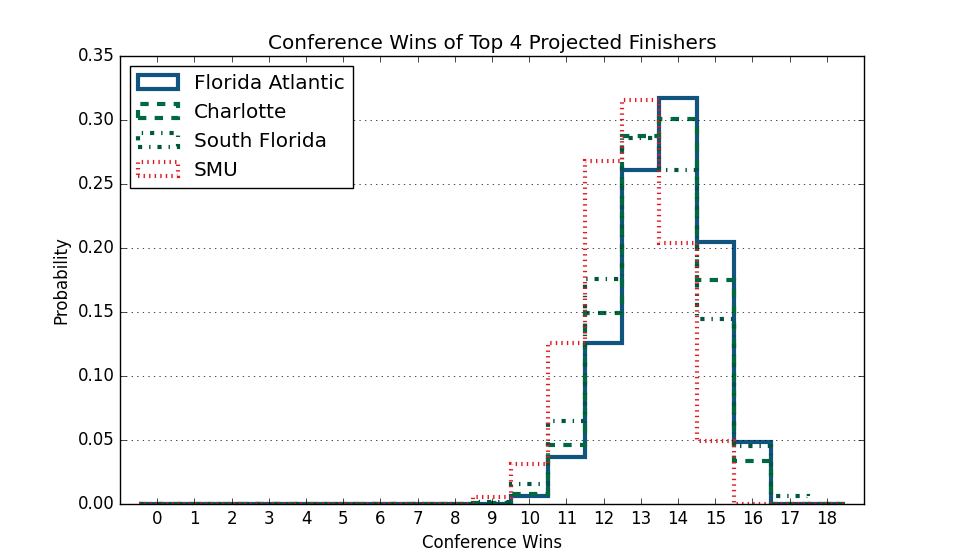 Conference Wins of Top 4 Projected Finishers
0.35
0.30
0.25
0.20
0.15
0.10
0.05
0.00
Probability
Florida Atlantic
Charlotte
South Florida
SMU
0 1 2 3 4 5 6 7 8 9 10 11 12 13 14 15 16 17 18
Conference Wins